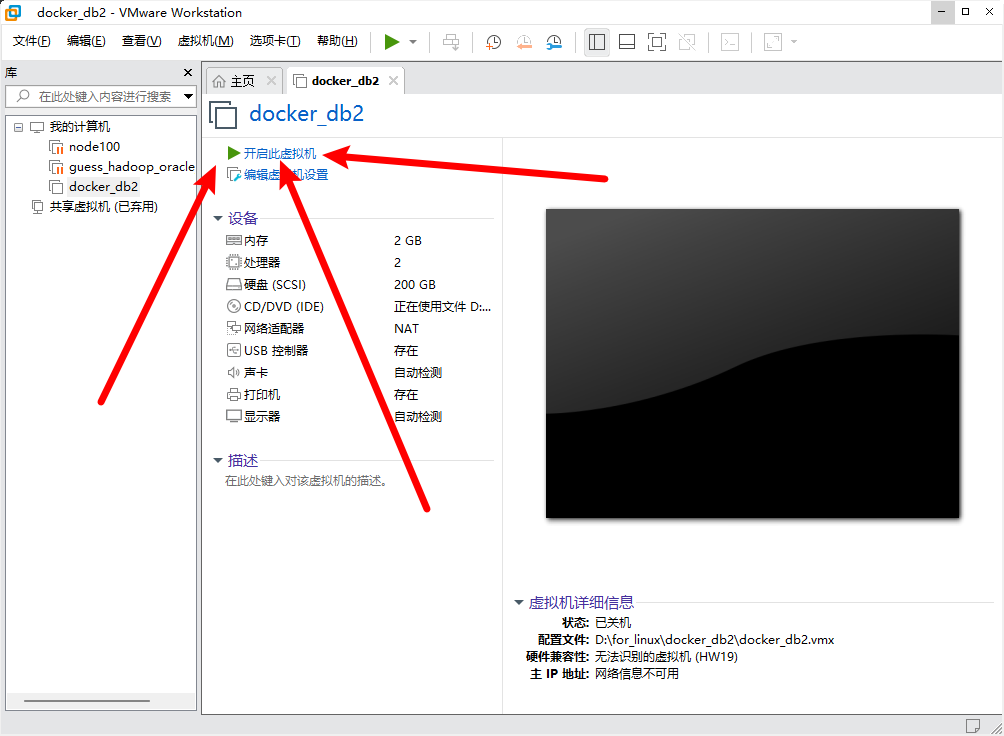 docker_db2 - VMware Workstation
文件(F) 编辑(E) 查看(V) 虚拟机(M) 选项卡(T) 帮助(H)
库
在此处键入内容进行搜索
我的计算机
node100
guess_hadoop_oracle
docker_db2
共享虚拟机 (已弃用)
主页 docker_db2
docker_db2
开启此虚拟机
编辑虚拟机设置
设备
内存 2 GB
处理器 2
硬盘 (SCSI) 200 GB
CD/DVD (IDE) 正在使用文件 D:...
网络适配器 NAT
USB 控制器 存在
声卡 自动检测
打印机 存在
显示器 自动检测
描述
在此处键入对该虚拟机的描述。
虚拟机详细信息
状态: 已关机
配置文件: D:\for_linux\docker_db2\docker_db2.vmx
硬件兼容性: 无法识别的虚拟机 (HW19)
主 IP 地址: 网络信息不可用